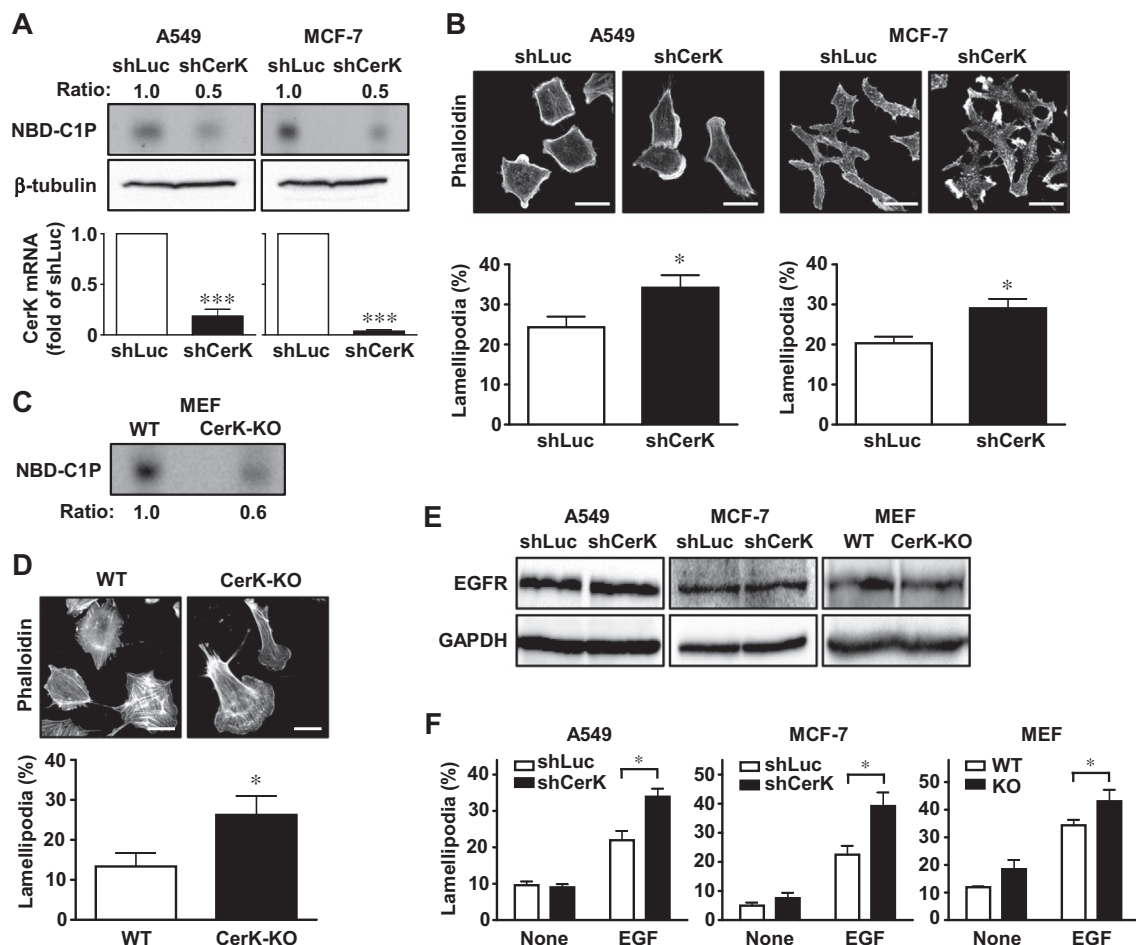 A
A549 MCF-7
shLuc shCerK shLuc shCerK
Ratio: 1.0 0.5 1.0 0.5
NBD-C1P
β-tubulin
CerK mRNA
(fold of shLuc)
1.0
0.5
0
*** ***
shLuc shCerK shLuc shCerK
B
A549 MCF-7
shLuc shCerK shLuc shCerK
Phalloidin
Lamellipodia (%)
40
30
20
10
0
*
shLuc shCerK
Lamellipodia (%)
40
30
20
10
0
*
shLuc shCerK
C
MEF
WT CerK-KO
NBD-C1P
Ratio: 1.0 0.6
D
WT CerK-KO
Phalloidin
Lamellipodia (%)
40
30
20
10
0
*
WT CerK-KO
E
A549 MCF-7 MEF
shLuc shCerK shLuc shCerK WT CerK-KO
EGFR
GAPDH
F
A549
Lamellipodia (%)
40
30
20
10
0
shLuc
shCerK
*
None EGF
MCF-7
50
40
30
20
10
0
shLuc
shCerK
*
None EGF
MEF
50
40
30
20
10
0
WT
KO
*
None EGF